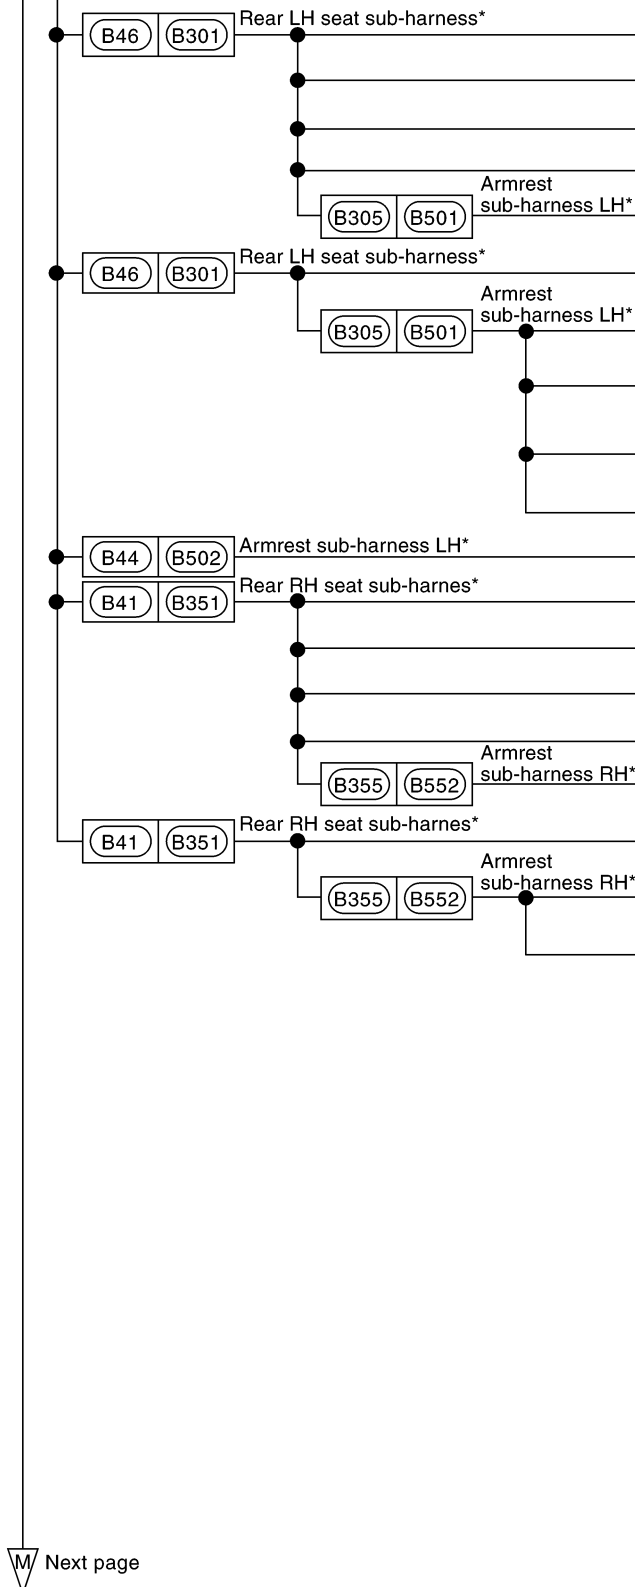 Rear LH seat sub-harness*
B46 B301
Armrest
sub-harness LH*
B305 B501
Rear LH seat sub-harness*
B46 B301
Armrest
sub-harness LH*
B305 B501
Armrest sub-harness LH*
B44 B502
Rear RH seat sub-harnes*
B41 B351
Armrest
sub-harness RH*
B355 B552
Rear RH seat sub-harnes*
B41 B351
Armrest
sub-harness RH*
B355 B552
M Next page